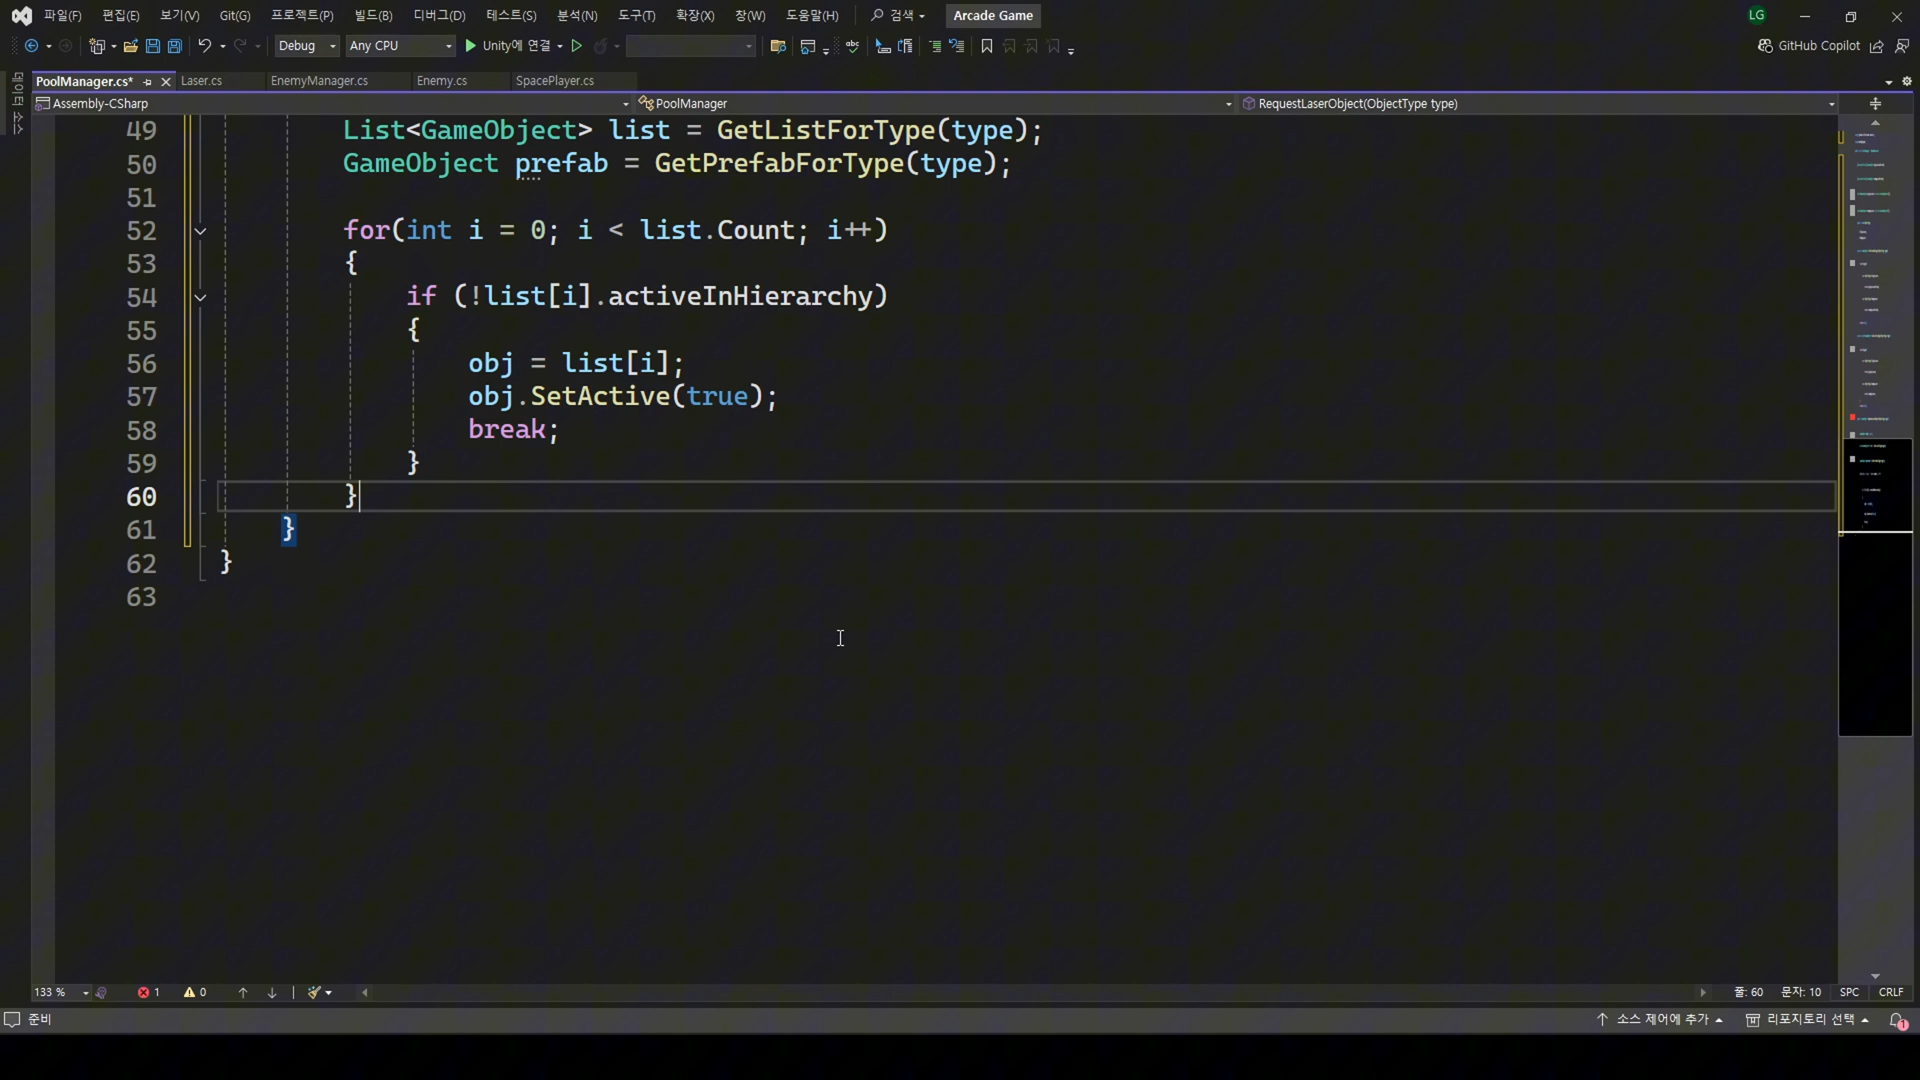 파일(F) 편집(E) 보기(V) Git(G) 프로젝트(P) 빌드(B) 디버그(D) 테스트(S) 분석(N) 도구(T) 확장(X) 창(W) 도움말(H) 검색 Arcade Game LG
Debug Any CPU Unity에 연결 GitHub Copilot
PoolManager.cs* Laser.cs EnemyManager.cs Enemy.cs SpacePlayer.cs
데이터 소스
Assembly-CSharp PoolManager RequestLaserObject(ObjectType type)
49 List<GameObject> list = GetListForType(type);
50 GameObject prefab = GetPrefabForType(type);
51
52 for(int i = 0; i < list.Count; i++)
53 {
54 if (!list[i].activeInHierarchy)
55 {
56 obj = list[i];
57 obj.SetActive(true);
58 break;
59 }
60 }
61 }
62 }
63
133 % 1 0 줄: 60 문자: 10 SPC CRLF
준비 소스 제어에 추가 리포지토리 선택 1